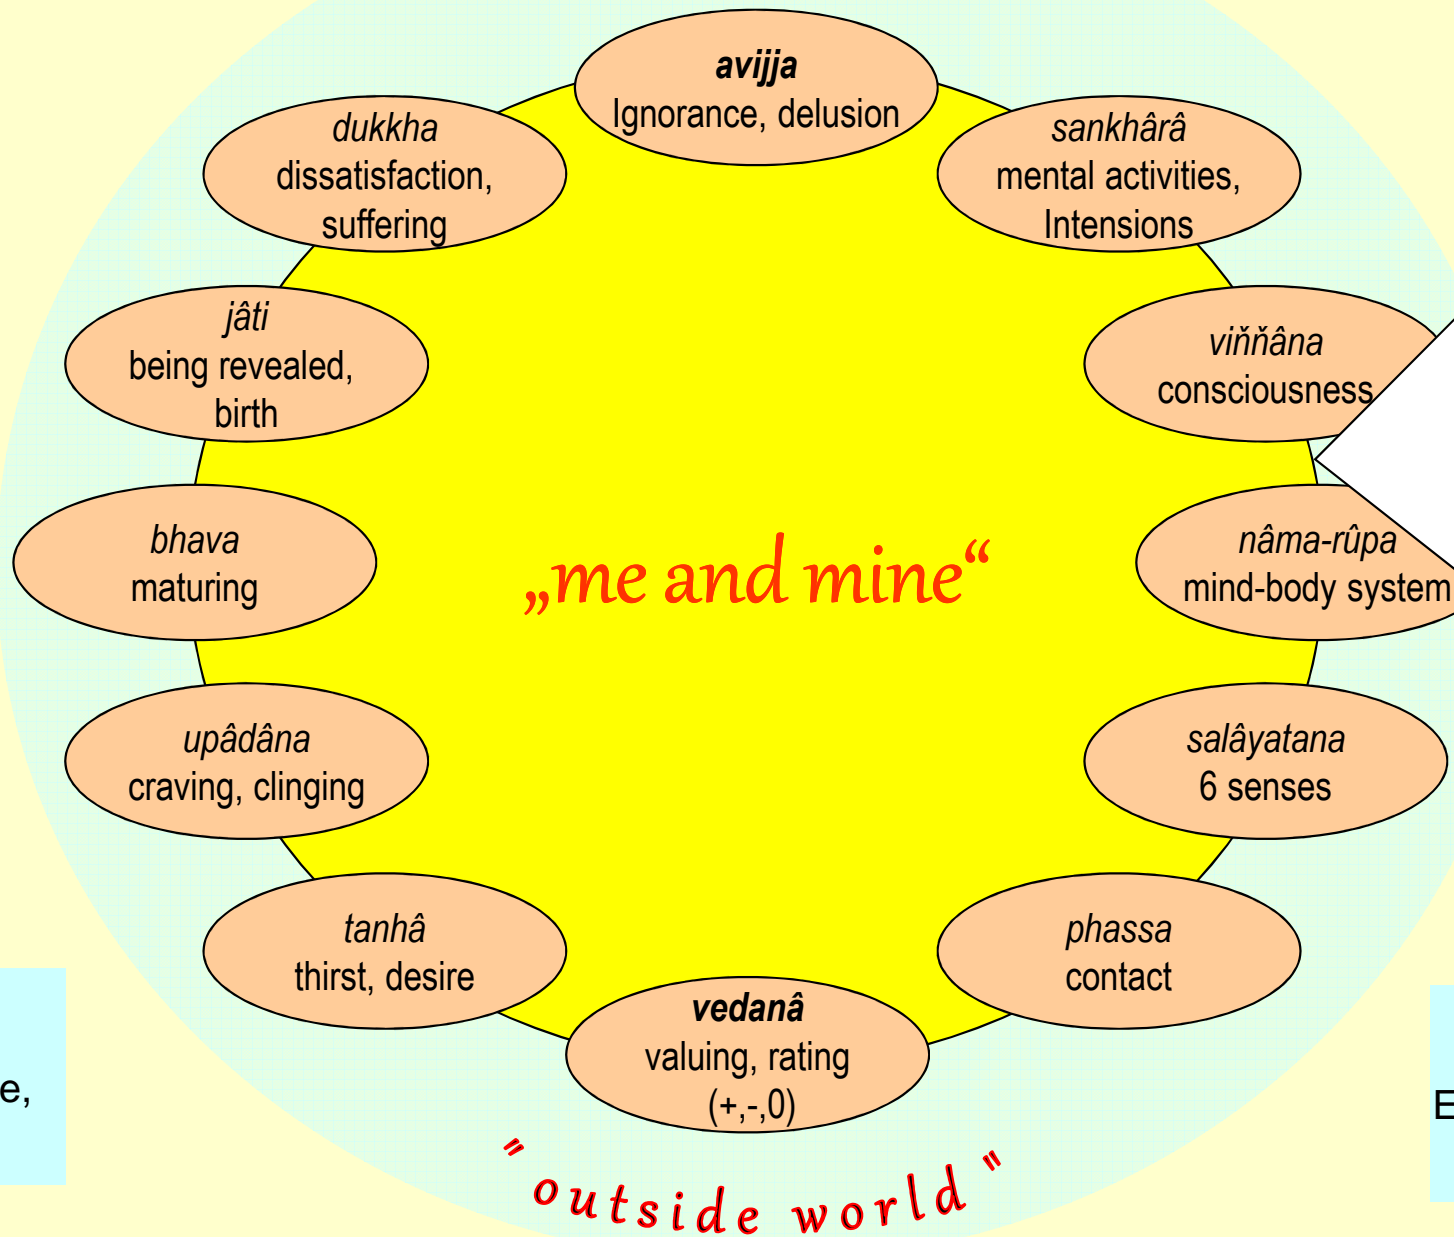 avijja
Ignorance, delusion
sankhârâ
mental activities,
Intensions
viňňâna
consciousness
nâma-rûpa
mind-body system
salâyatana
6 senses
phassa
contact
vedanâ
valuing, rating
(+,-,0)
tanhâ
thirst, desire
upâdâna
craving, clinging
bhava
maturing
jâti
being revealed,
birth
dukkha
dissatisfaction,
suffering
„me and mine“
"outside world"
e,
E